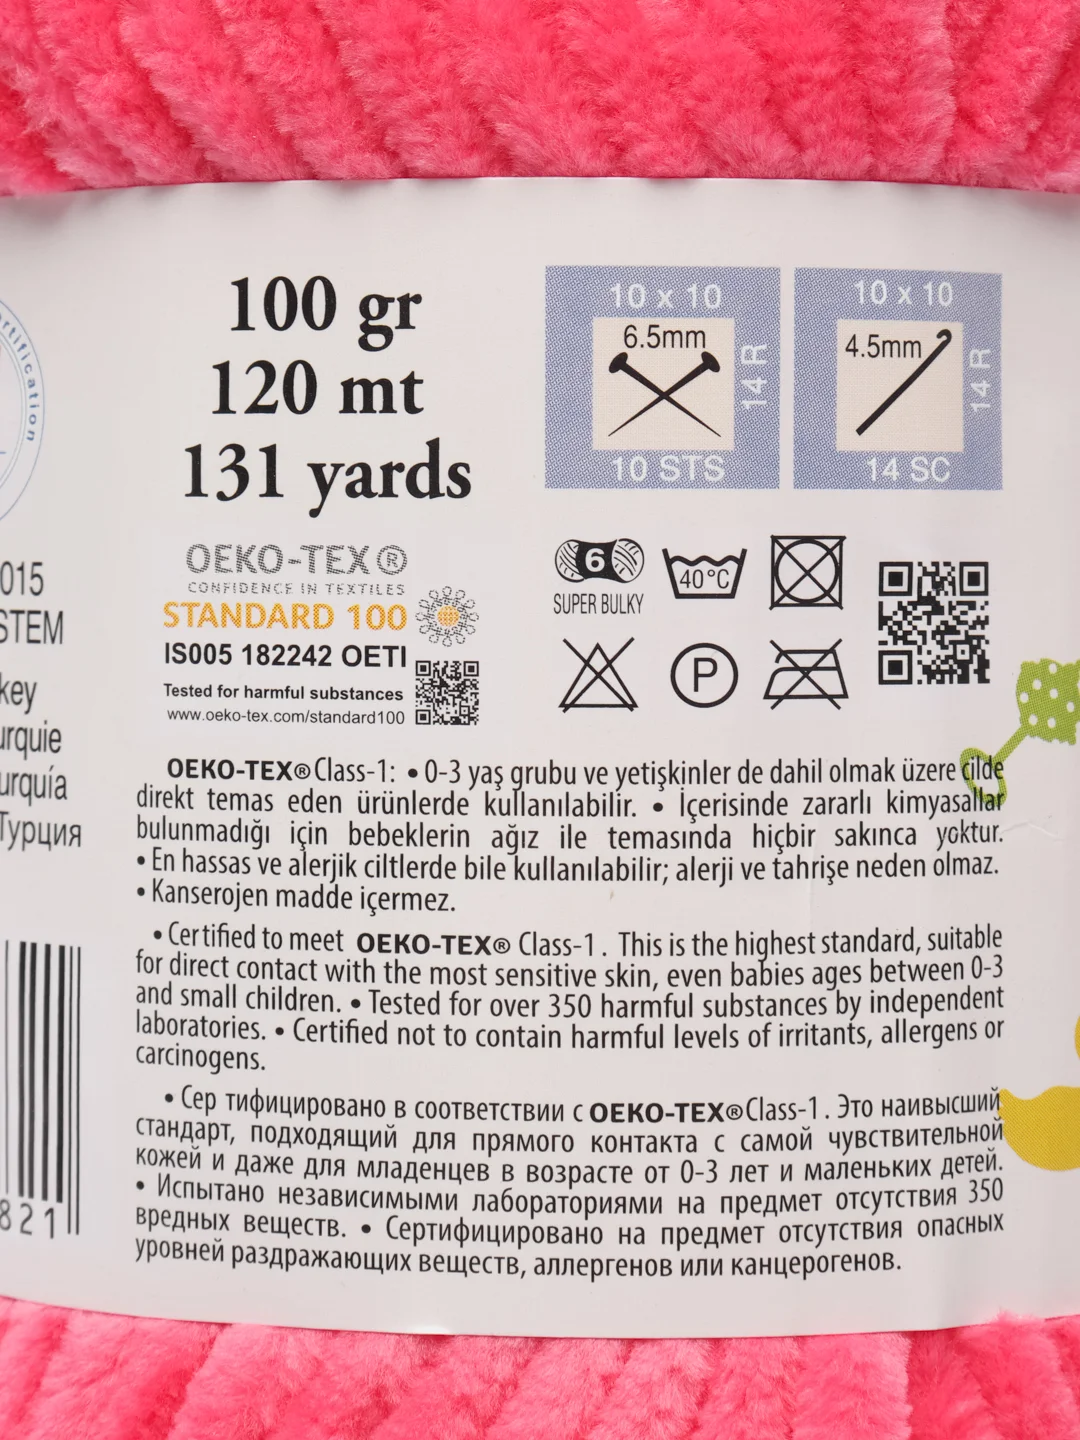 100 gr
120 mt
131 yards
10 x 10
6.5mm
14 R
10 STS
10 x 10
4.5mm
14 R
14 SC
OEKO-TEX®
CONFIDENCE IN TEXTILES
STANDARD 100
IS005 182242 OETI
Tested for harmful substances
www.oeko-tex.com/standard100
6
SUPER BULKY
40°C
P
rtification
015
STEM
key
urquie
urquía
Турция
821
OEKO-TEX® Class-1: • 0-3 yaş grubu ve yetişkinler de dahil olmak üzere cilde
direkt temas eden ürünlerde kullanılabilir. • İçerisinde zararlı kimyasallar
bulunmadığı için bebeklerin ağız ile temasında hiçbir sakınca yoktur.
• En hassas ve alerjik ciltlerde bile kullanılabilir; alerji ve tahrişe neden olmaz.
• Kanserojen madde içermez.
• Certified to meet OEKO-TEX® Class-1. This is the highest standard, suitable
for direct contact with the most sensitive skin, even babies ages between 0-3
and small children. • Tested for over 350 harmful substances by independent
laboratories. • Certified not to contain harmful levels of irritants, allergens or
carcinogens.
• Сер тифицировано в соответствии с OEKO-TEX® Class-1. Это наивысший
стандарт, подходящий для прямого контакта с самой чувствительной
кожей и даже для младенцев в возрасте от 0-3 лет и маленьких детей.
• Испытано независимыми лабораториями на предмет отсутствия 350
вредных веществ. • Сертифицировано на предмет отсутствия опасных
уровней раздражающих веществ, аллергенов или канцерогенов.